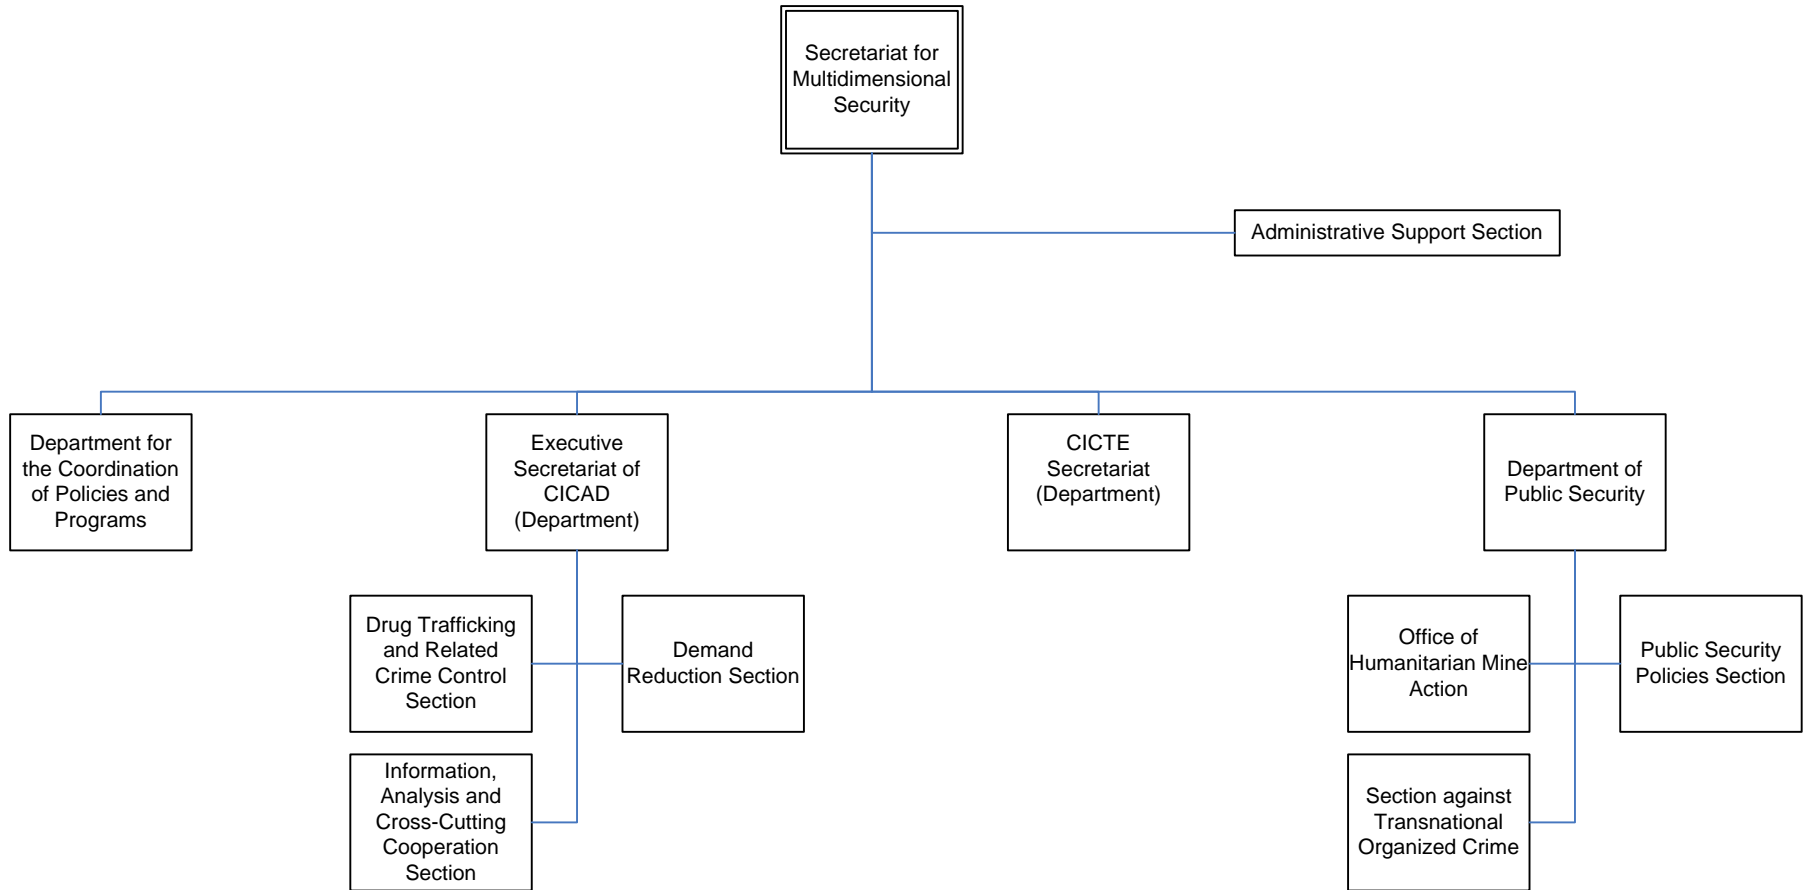 Secretariat for
Multidimensional
Security
Administrative Support Section
Department for
the Coordination
of Policies and
Programs
Executive
Secretariat of
CICAD
(Department)
CICTE
Secretariat
(Department)
Department of
Public Security
Drug Trafficking
and Related
Crime Control
Section
Demand
Reduction Section
Office of
Humanitarian Mine
Action
Public Security
Policies Section
Information,
Analysis and
Cross-Cutting
Cooperation
Section
Section against
Transnational
Organized Crime